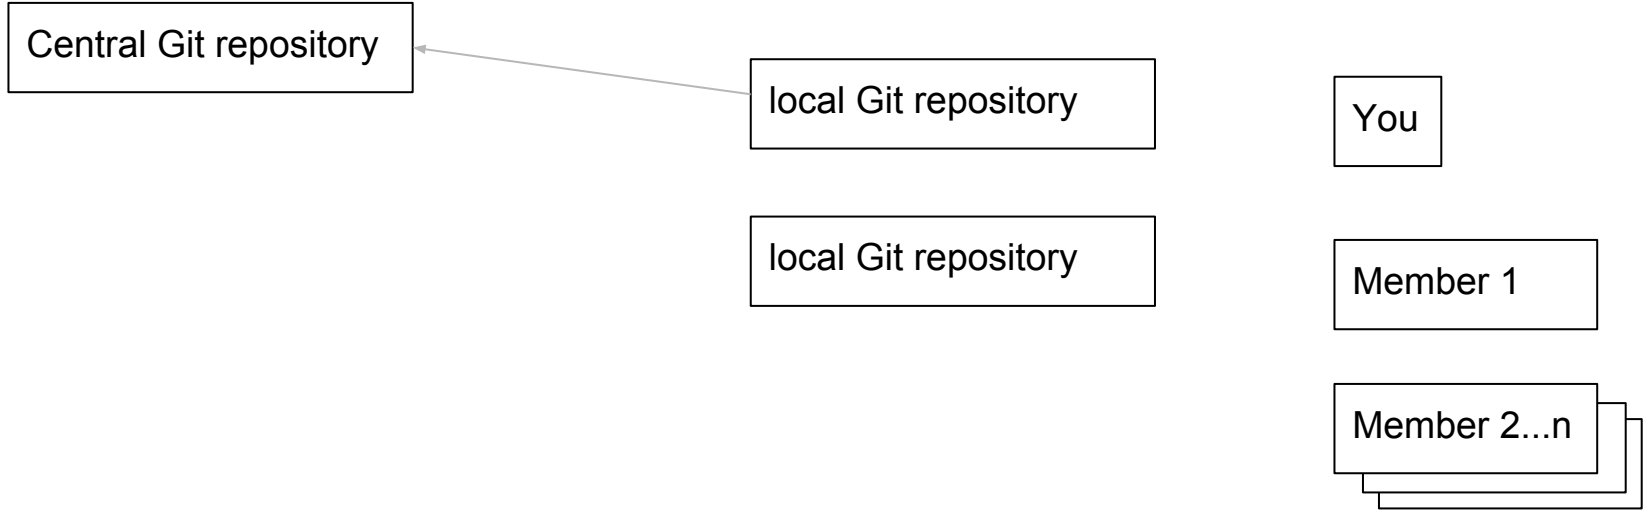 Central Git repository
local Git repository
You
local Git repository
Member 1
Member 2...n